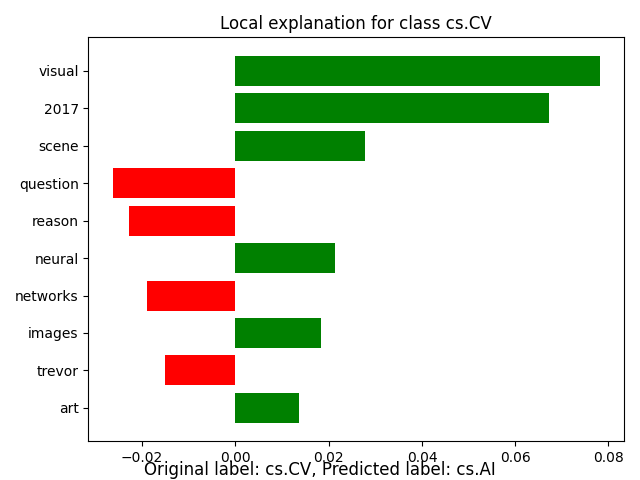 Local explanation for class cs.CV
visual
2017
scene
question
reason
neural
networks
images
trevor
art
−0.02 0.00 0.02 0.04 0.06 0.08
Original label: cs.CV, Predicted label: cs.AI